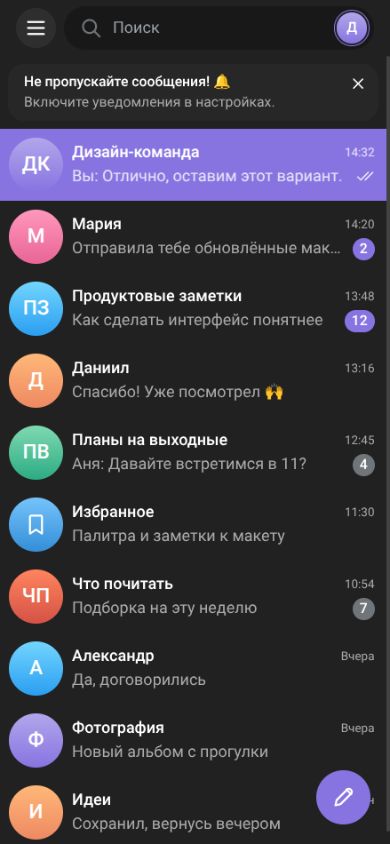 Поиск
Д
Не пропускайте сообщения! 🔔
Включите уведомления в настройках.
ДК
Дизайн-команда
14:32
Вы: Отлично, оставим этот вариант.
М
Мария
14:20
Отправила тебе обновлённые мак...
2
ПЗ
Продуктовые заметки
13:48
Как сделать интерфейс понятнее
12
Д
Даниил
13:16
Спасибо! Уже посмотрел 🙌
ПВ
Планы на выходные
12:45
Аня: Давайте встретимся в 11?
4
Избранное
11:30
Палитра и заметки к макету
ЧП
Что почитать
10:54
Подборка на эту неделю
7
А
Александр
Вчера
Да, договорились
Ф
Фотография
Вчера
Новый альбом с прогулки
И
Идеи
Сохранил, вернусь вечером